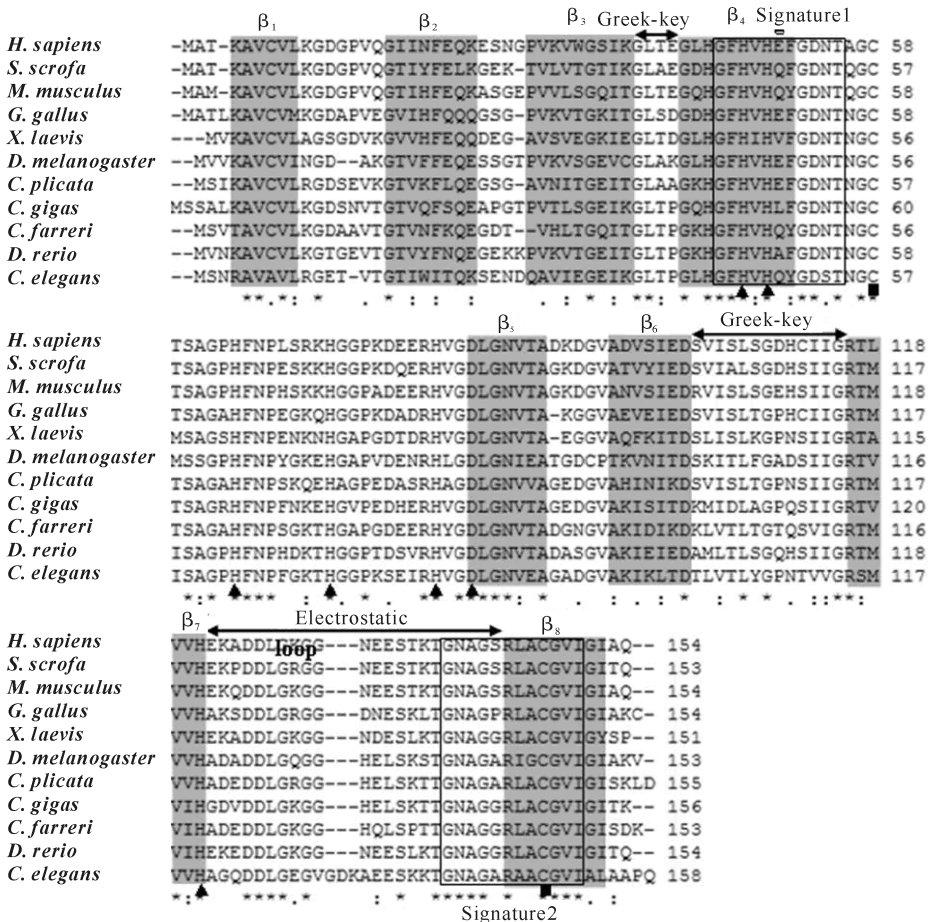 β1 β2 β3 Greek-key β4 Signature1
H. sapiens -MAT-KAVCVLKGDGPVQGIINFEQKESNGPVKVWGSIKGLTEGLHGFHVHEFGDNTAGC 58
S. scrofa -MAT-KAVCVLKGDGPVQGTIYFELKGEK-TVLVTGTIKGLAEGDHGFHVHQFGDNTQGC 57
M. musculus -MAM-KAVCVLKGDGPVQGTIHFEQKASGEPVVLSGQITGLTEGQHGFHVHQYGDNTQGC 58
G. gallus -MATLKAVCVMKGDAPVEGVIHFQQQGSG-PVKVTGKITGLSDGDHGFHVHEFGDNTNGC 58
X. laevis ---MVKAVCVLAGSGDVKGVVHFEQQDEG-AVSVEGKIEGLTDGLHGFHIHVFGDNTNGC 56
D. melanogaster --MVVKAVCVINGD--AKGTVFFEQESSGTPVKVSGEVCGLAKGLHGFHVHEFGDNTNGC 56
C. plicata --MSIKAVCVLRGDSEVKGTVKFLQEGSG-AVNITGEITGLAAGKHGFHVHEFGDNTNGC 57
C. gigas MSSALKAVCVLKGDSNVTGTVQFSQEAPGTPVTLSGEIKGLTPGQHGFHVHLFGDNTNGC 60
C. farreri --MSVTAVCVLKGDAAVTGTVTFKQEGDT--VHLTGQITGLTPGKHGFHVHQYGDNTNGC 56
D. rerio --MVNKAVCVLKGTGEVTGTVYFNQEGEKKPVKVTGEITGLTPGKHGFHVHAFGDNTNGC 58
C. elegans --MSNRAVAVLRGET-VTGTIWITQKSENDQAVIEGEIKGLTPGLHGFHVHQYGDSTNGC 57
β5 β6 Greek-key
H. sapiens TSAGPHFNPLSRKHGGPKDEERHVGDLGNVTADKDGVADVSIEDSVISLSGDHCIIGRTL 118
S. scrofa TSAGPHFNPLSKKHGGPKDQERHVGDLGNVTAGKDGVATVYIEDSVIALSGDHSIIGRTM 117
M. musculus TSAGPHFNPHSKKHGGPADEERHVGDLGNVTAGKDGVANVSIEDRVISLSGEHSIIGRTM 118
G. gallus TSAGAHFNPEGKQHGGPKDADRHVGDLGNVTA-KGGVAEVEIEDSVISLTGPHCIIGRTM 117
X. laevis MSAGSHFNPENKNHGAPGDTDRHVGDLGNVTA-EGGVAQFKITDSLISLKGPNSIIGRTA 115
D. melanogaster MSSGPHFNPYGKEHGAPVDENRHLGDLGNIEATGDCPTKVNITDSKITLFGADSIIGRTV 116
C. plicata TSAGAHFNPSKQEHAGPEDASRHVGDLGNVTAGEDGVAHINIKDSIISLTGVHSIIGRTM 117
C. gigas TSAGAHFNPFNKEHGVPEDHERHVGDLGNVTAGEDGVAKISITDKMIDLAGPQSIIGRTV 120
C. farreri TSAGAHFNPSGKTHGAPGDEERHYGDLGNVTADGNGVAKIDIKDKLVTLTGTQSVIGRTM 116
D. rerio ISAGPHFNPHDKTHGGPTDSVRHVGDLGNVTADASGVAKIEIEDAMLTLSGQHSIIGRTM 118
C. elegans ISAGPHFNPFGKTHGGPKSEIRHVGDLGNVEAGADGVAKIKLTDTLVTLYGPNTVVGRSM 117
β7 Electrostatic loop β8
H. sapiens VVHEKADDLGKGG---NEESTKTGNAGSRLACGVIGIAQ-- 154
S. scrofa VVHEKPDDLGRGG---NEESTKTGNAGSRLACGVIGITQ-- 153
M. musculus VVHEKQDDLGKGG---NEESTKTGNAGSRLACGVIGIAQ-- 154
G. gallus VVHAKSDDLGRGG---DNESKLTGNAGPRLACGVIGIAKC- 154
X. laevis VVHEKADDLGKGG---NDESLKTGNAGGRLACGVIGYSP-- 151
D. melanogaster VVHADADDLGQGG---HELSKSTGNAGARIGCGVIGIAKV- 153
C. plicata VVHADADDLGKGG---HELSKTTGNAGARLACGVIGISKLD 155
C. gigas VIHGDVDDLGKGG---HELSKTTGNAGGRLACGVIGITK-- 156
C. farreri VIHADEDDLGKGG---HQLSPTTGNAGGRLACGVIGISDK- 153
D. rerio VIHEKEDDLGKGG---NEESLKTGNAGGRLACGVIGITQ-- 154
C. elegans VVHAGQDDLGEGVGDKAEESKKTGNAGARAACGVIALAAPQ 158
Signature2